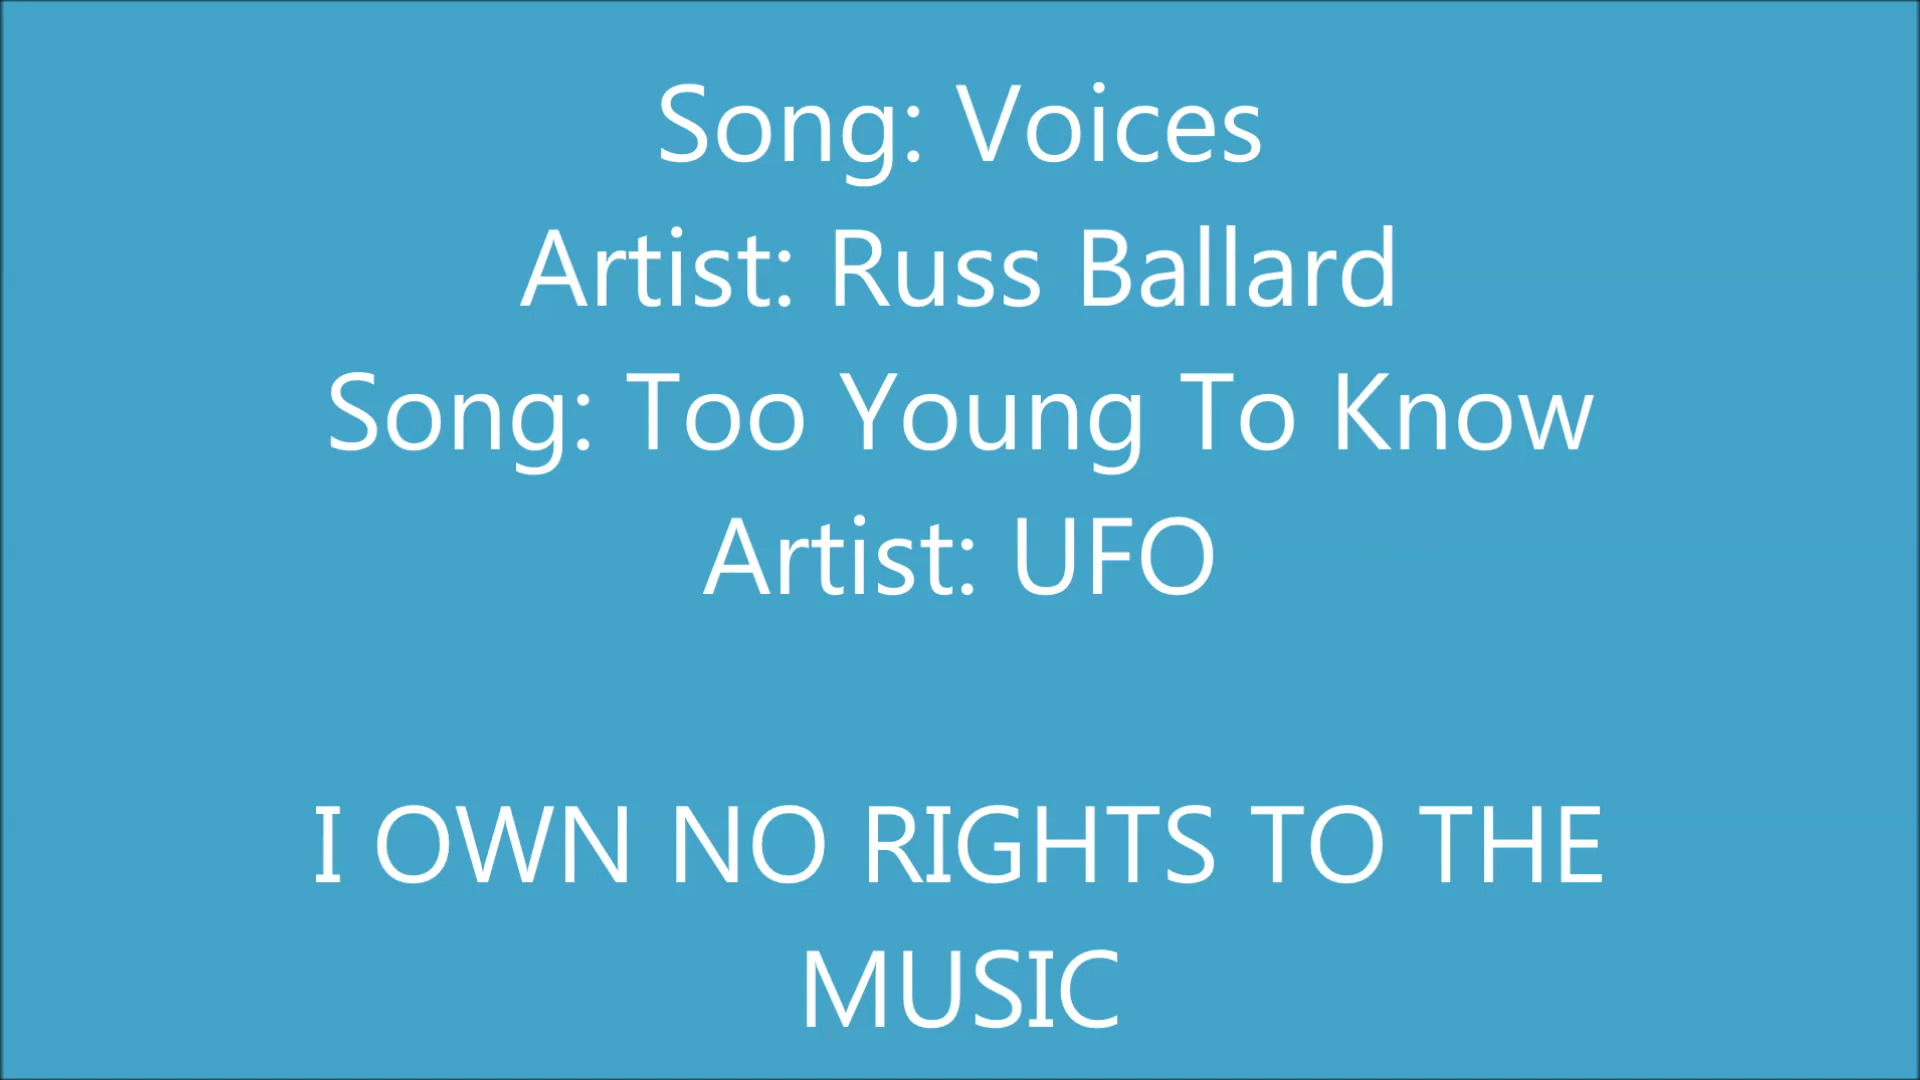 Song: Voices
Artist: Russ Ballard
Song: Too Young To Know
Artist: UFO
I OWN NO RIGHTS TO THE
MUSIC